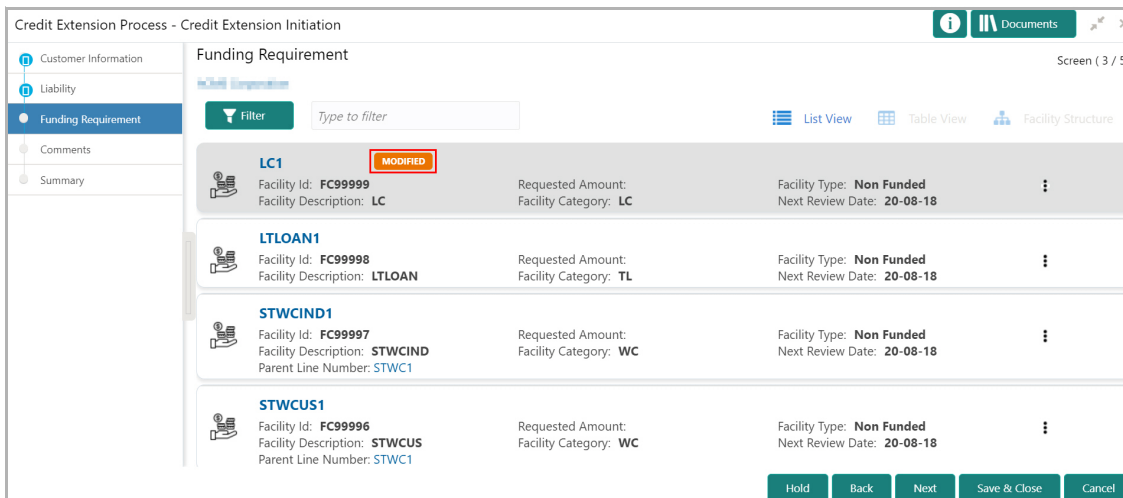 Credit Extension Process - Credit Extension Initiation
i Documents
Customer Information
Liability
Funding Requirement
Comments
Summary
Funding Requirement
Screen ( 3 / 5
Filter Type to filter List View Table View Facility Structure
LC1 MODIFIED
Facility Id: FC99999 Requested Amount: Facility Type: Non Funded
Facility Description: LC Facility Category: LC Next Review Date: 20-08-18
LTLOAN1
Facility Id: FC99998 Requested Amount: Facility Type: Non Funded
Facility Description: LTLOAN Facility Category: TL Next Review Date: 20-08-18
STWCIND1
Facility Id: FC99997 Requested Amount: Facility Type: Non Funded
Facility Description: STWCIND Facility Category: WC Next Review Date: 20-08-18
Parent Line Number: STWC1
STWCUS1
Facility Id: FC99996 Requested Amount: Facility Type: Non Funded
Facility Description: STWCUS Facility Category: WC Next Review Date: 20-08-18
Parent Line Number: STWC1
Hold Back Next Save & Close Cancel